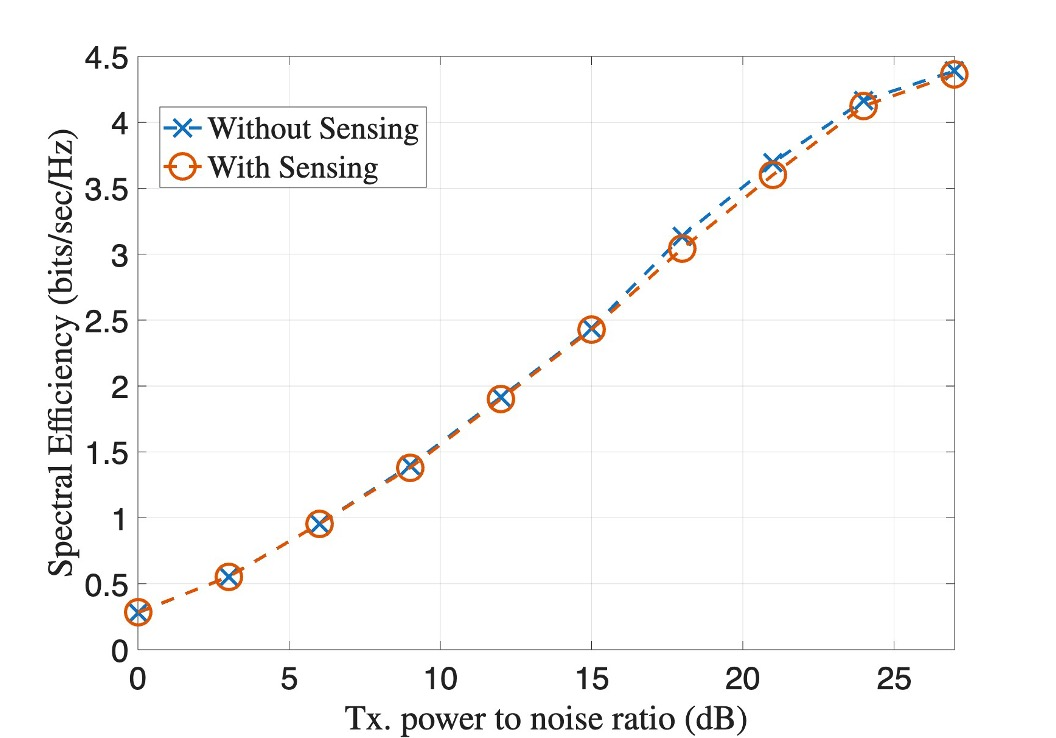 4.5
4
3.5
3
2.5
2
1.5
1
0.5
0
Spectral Efficiency (bits/sec/Hz)
Without Sensing
With Sensing
0 5 10 15 20 25
Tx. power to noise ratio (dB)